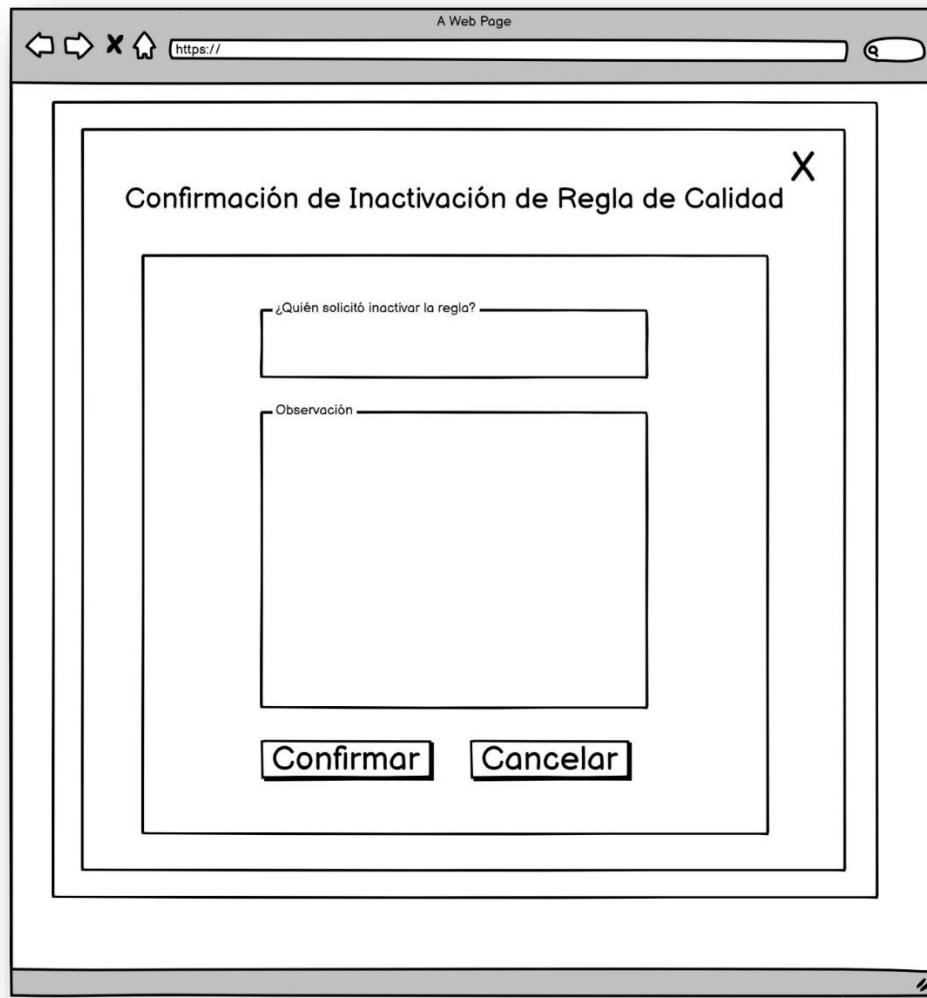 A Web Page
https://
X
Confirmación de Inactivación de Regla de Calidad
¿Quién solicitó inactivar la regla?
Observación
Confirmar Cancelar